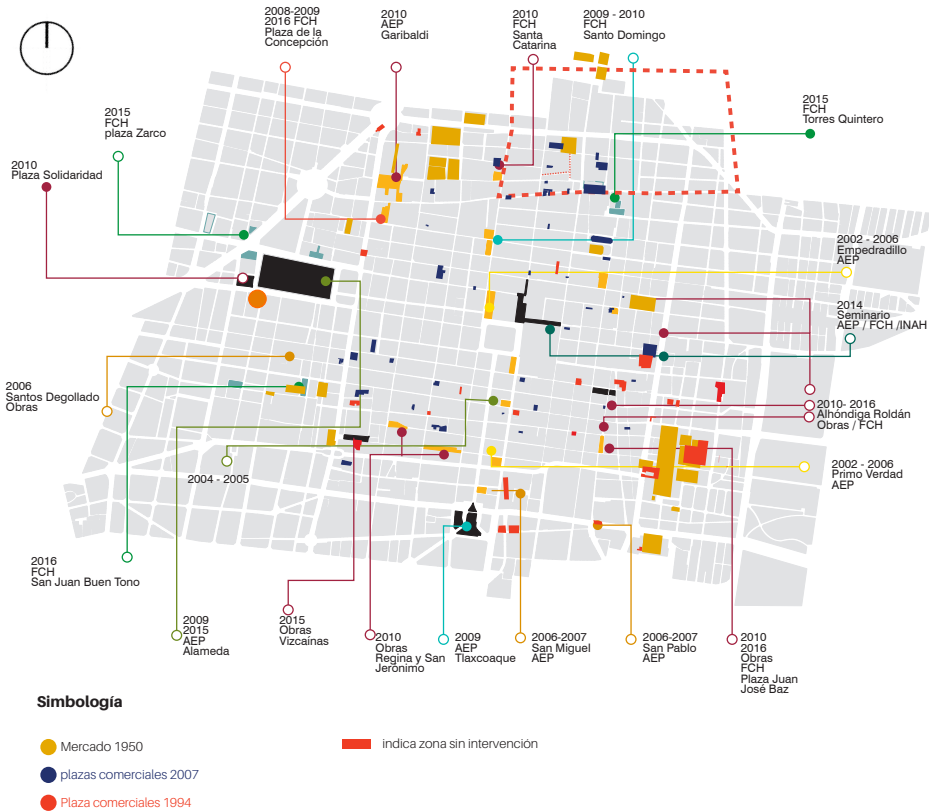 2008-2009
2016 FCH
Plaza de la
Concepción
2010
AEP
Garibaldi
2010
FCH
Santa
Catarina
2009 - 2010
FCH
Santo Domingo
2015
FCH
plaza Zarco
2015
FCH
Torres Quintero
2010
Plaza Solidaridad
2002 - 2006
Empedradillo
AEP
2014
Seminario
AEP / FCH /INAH
2006
Santos Degollado
Obras
2010- 2016
Alhóndiga Roldán
Obras / FCH
2004 - 2005
2002 - 2006
Primo Verdad
AEP
2016
FCH
San Juan Buen Tono
2009
2015
AEP
Alameda
2015
Obras
Vizcaínas
2010
Obras
Regina y San
Jerónimo
2009
AEP
Tlaxcoaque
2006-2007
San Miguel
AEP
2006-2007
San Pablo
AEP
2010
2016
Obras
FCH
Plaza Juan
José Baz
Simbología
Mercado 1950
indica zona sin intervención
plazas comerciales 2007
Plaza comerciales 1994